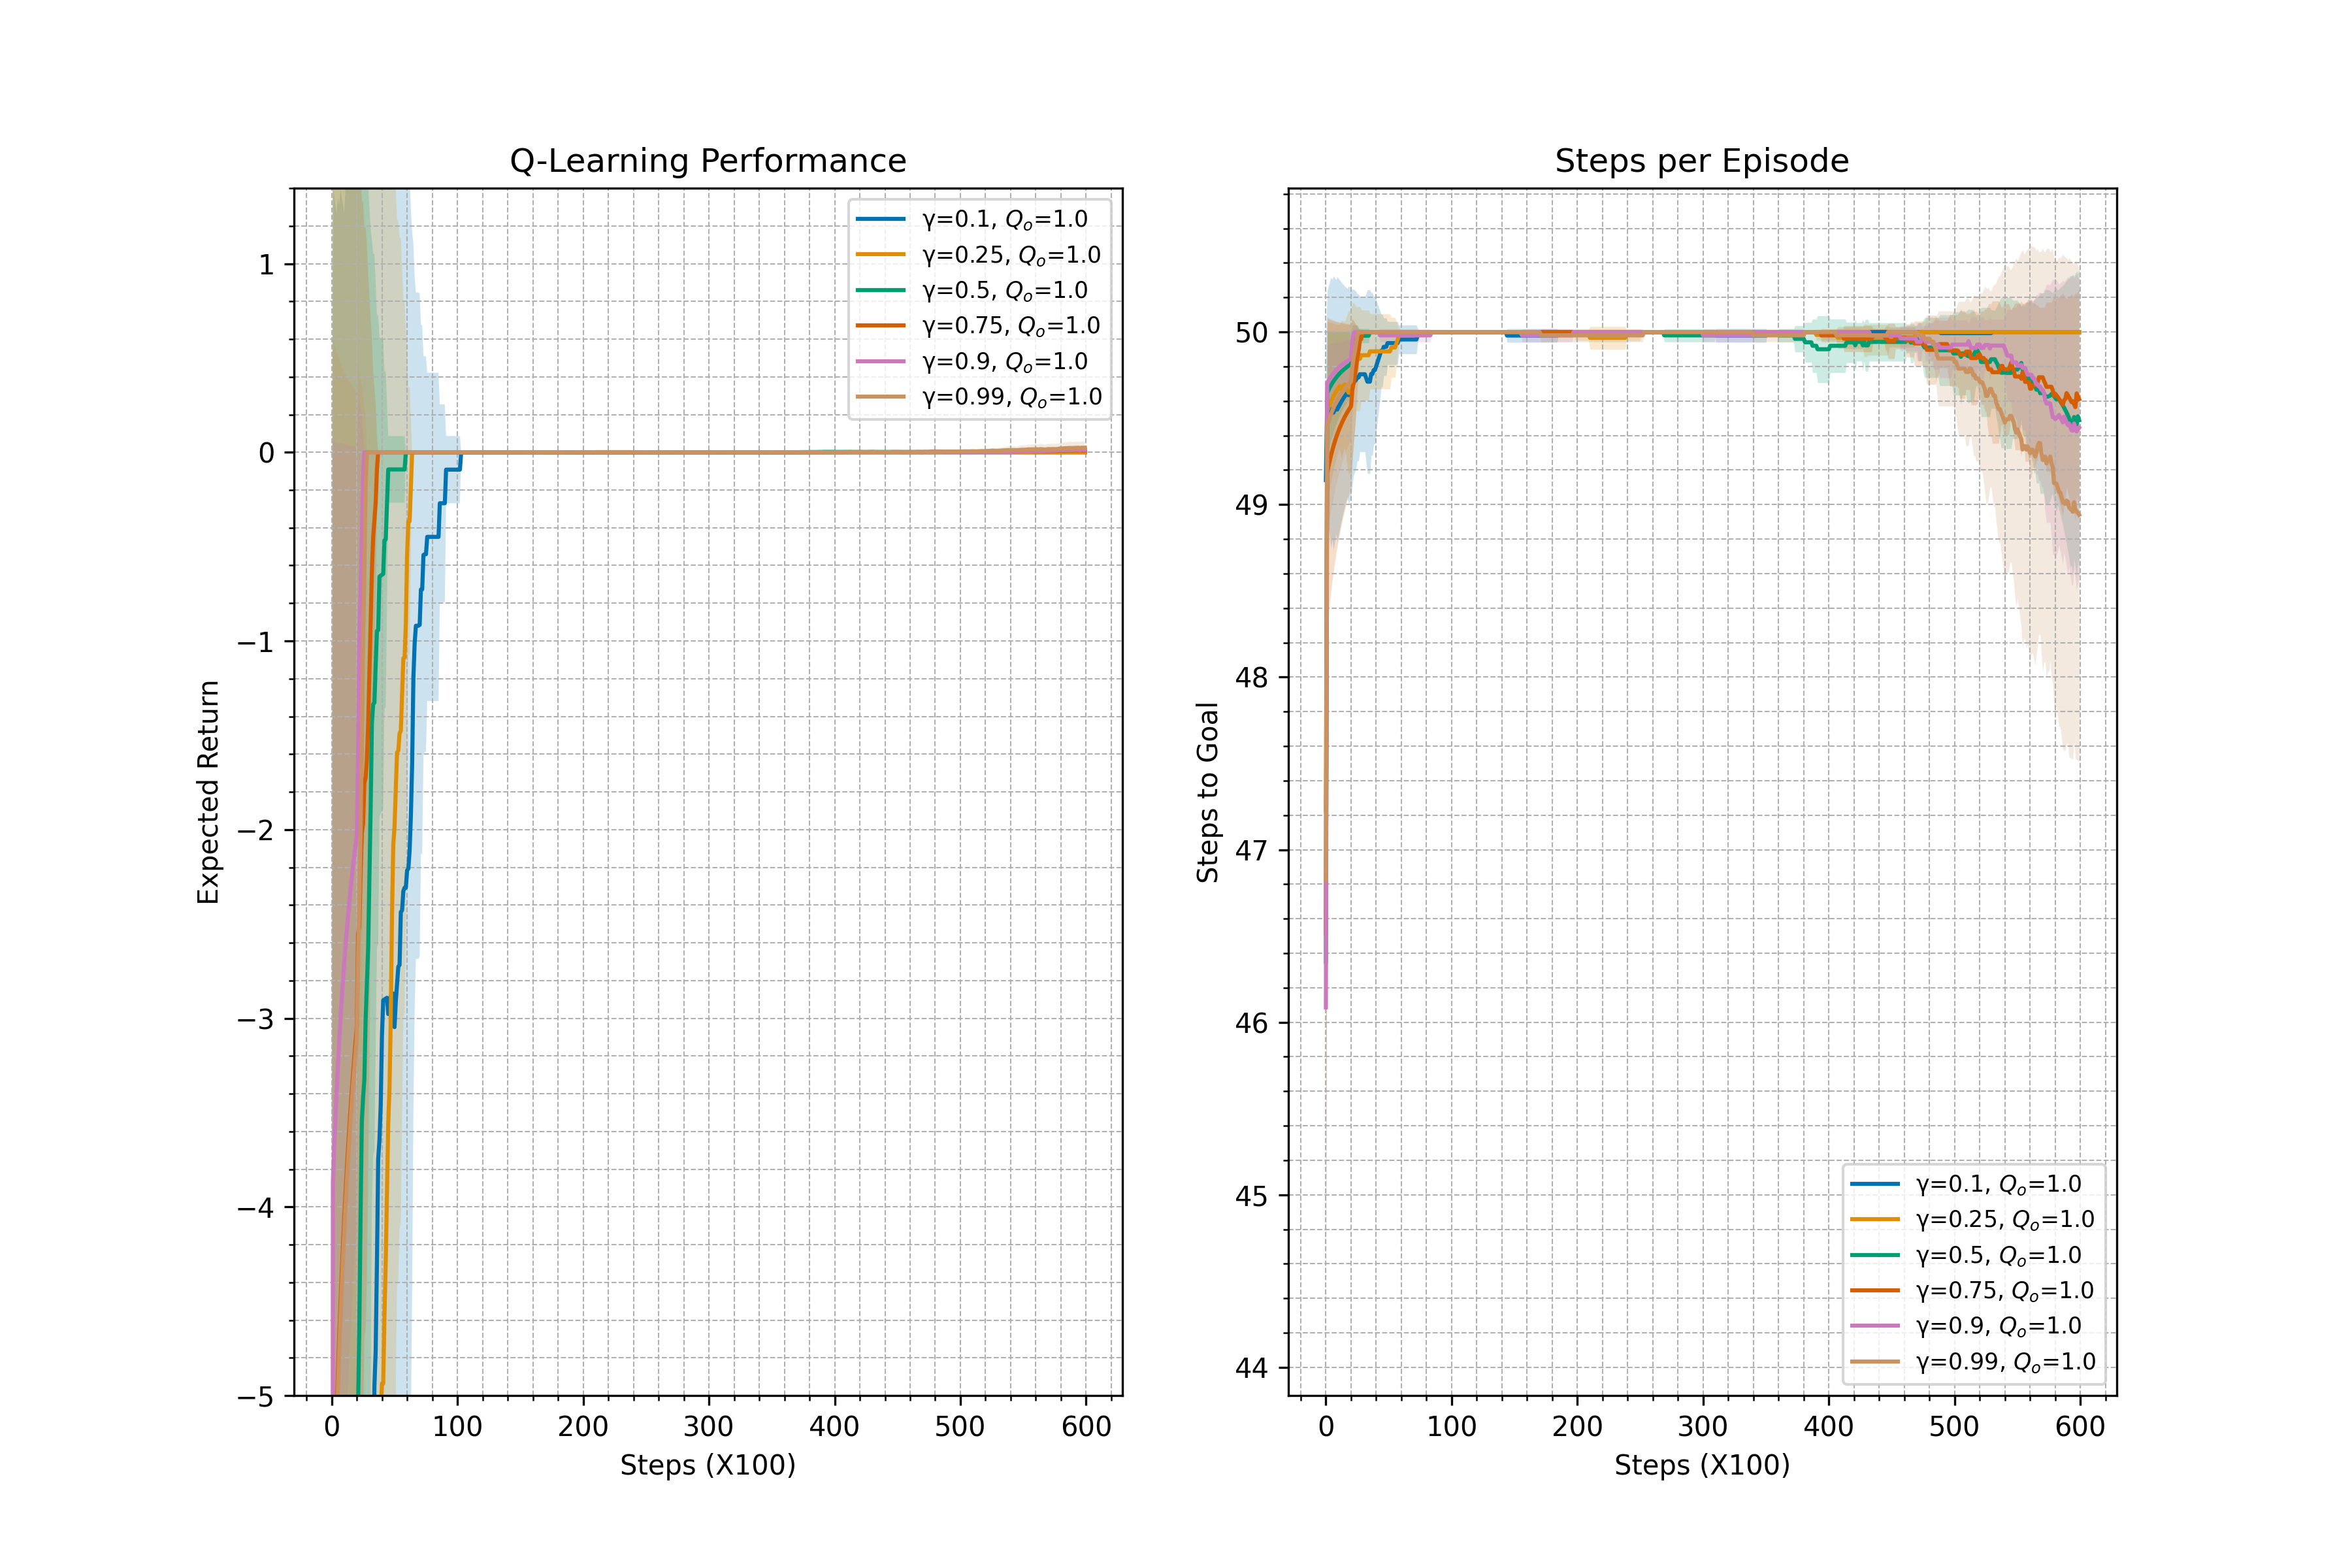 Q-Learning Performance
Expected Return
1
0
−1
−2
−3
−4
−5
0 100 200 300 400 500 600
Steps (X100)
γ=0.1, Qₒ=1.0
γ=0.25, Qₒ=1.0
γ=0.5, Qₒ=1.0
γ=0.75, Qₒ=1.0
γ=0.9, Qₒ=1.0
γ=0.99, Qₒ=1.0
Steps per Episode
Steps to Goal
50
49
48
47
46
45
44
0 100 200 300 400 500 600
Steps (X100)
γ=0.1, Qₒ=1.0
γ=0.25, Qₒ=1.0
γ=0.5, Qₒ=1.0
γ=0.75, Qₒ=1.0
γ=0.9, Qₒ=1.0
γ=0.99, Qₒ=1.0